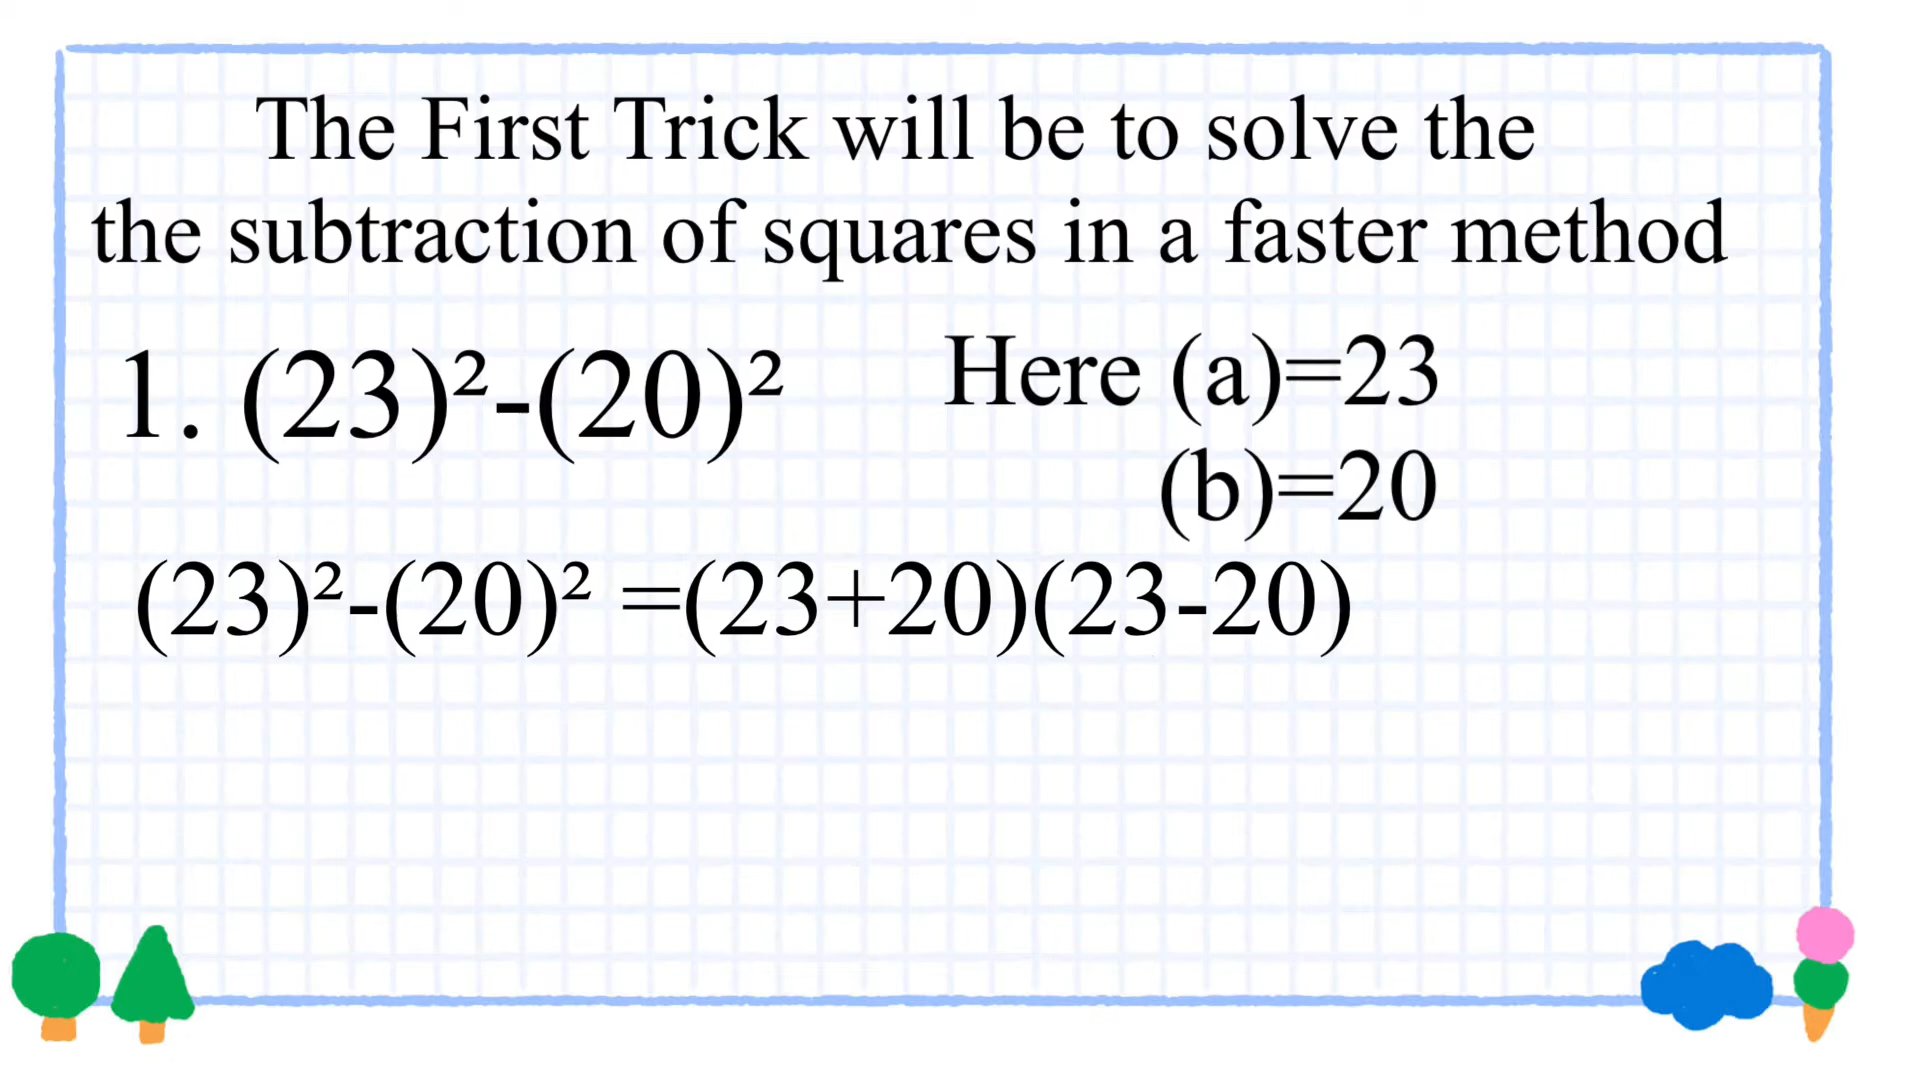 The First Trick will be to solve the
the subtraction of squares in a faster method
1. (23)²-(20)²
Here (a)=23
(b)=20
(23)²-(20)² =(23+20)(23-20)